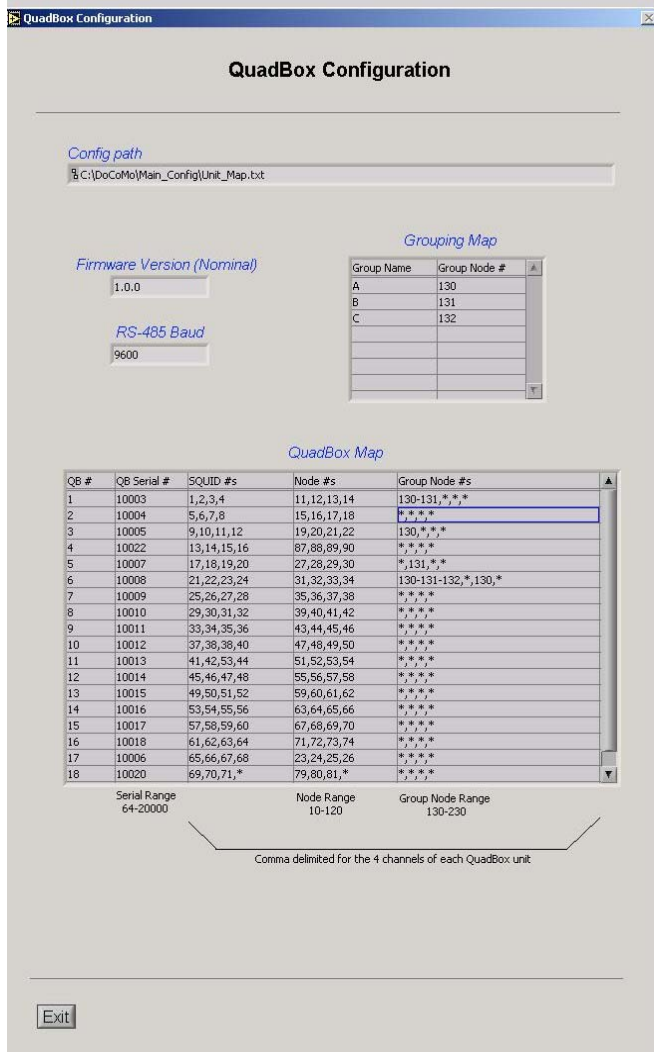 QuadBox Configuration
QuadBox Configuration
Config path
C:\DoCoMo\Main_Config\Unit_Map.txt
Grouping Map
Firmware Version (Nominal)
1.0.0
Group Name Group Node #
A 130
B 131
C 132
RS-485 Baud
9600
QuadBox Map
QB # QB Serial # SQUID #s Node #s Group Node #s
1 10003 1,2,3,4 11,12,13,14 130-131,*,*,*
2 10004 5,6,7,8 15,16,17,18 *,*,*,*
3 10005 9,10,11,12 19,20,21,22 130,*,*,*
4 10022 13,14,15,16 87,88,89,90 *,*,*,*
5 10007 17,18,19,20 27,28,29,30 *,131,*,*
6 10008 21,22,23,24 31,32,33,34 130-131-132,*,130,*
7 10009 25,26,27,28 35,36,37,38 *,*,*,*
8 10010 29,30,31,32 39,40,41,42 *,*,*,*
9 10011 33,34,35,36 43,44,45,46 *,*,*,*
10 10012 37,38,38,40 47,48,49,50 *,*,*,*
11 10013 41,42,53,44 51,52,53,54 *,*,*,*
12 10014 45,46,47,48 55,56,57,58 *,*,*,*
13 10015 49,50,51,52 59,60,61,62 *,*,*,*
14 10016 53,54,55,56 63,64,65,66 *,*,*,*
15 10017 57,58,59,60 67,68,69,70 *,*,*,*
16 10018 61,62,63,64 71,72,73,74 *,*,*,*
17 10006 65,66,67,68 23,24,25,26 *,*,*,*
18 10020 69,70,71,* 79,80,81,* *,*,*,*
Serial Range Node Range Group Node Range
64-20000 10-120 130-230
Comma delimited for the 4 channels of each QuadBox unit
Exit